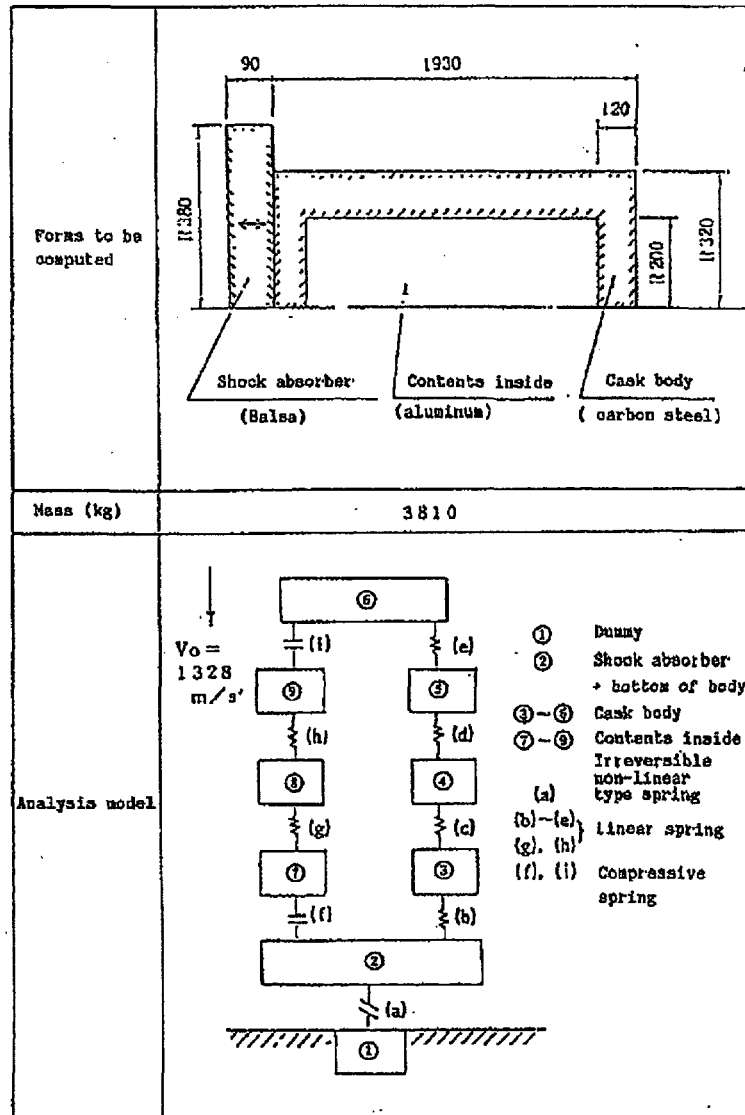 90
1930
120
Forms to be
computed
R380
R200
R320
Shock absorber
(Balsa)
Contents inside
(aluminum)
Cask body
(carbon steel)
Mass (kg)
3810
Analysis model
Vo =
1328
m/s
⑥
(i)
(e)
⑨
⑤
(h)
(d)
⑧
④
(g)
(c)
⑦
③
(f)
(b)
②
(a)
①
① Dummy
② Shock absorber
+ bottom of body
③~⑥ Cask body
⑦~⑨ Contents inside
(a) Irreversible
non-linear
type spring
(b)~(e)
(g), (h)
} Linear spring
(f), (i) Compressive
spring